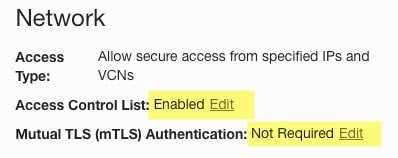 Network
Access Type: Allow secure access from specified IPs and
VCNs
Access Control List: Enabled Edit
Mutual TLS (mTLS) Authentication: Not Required Edit